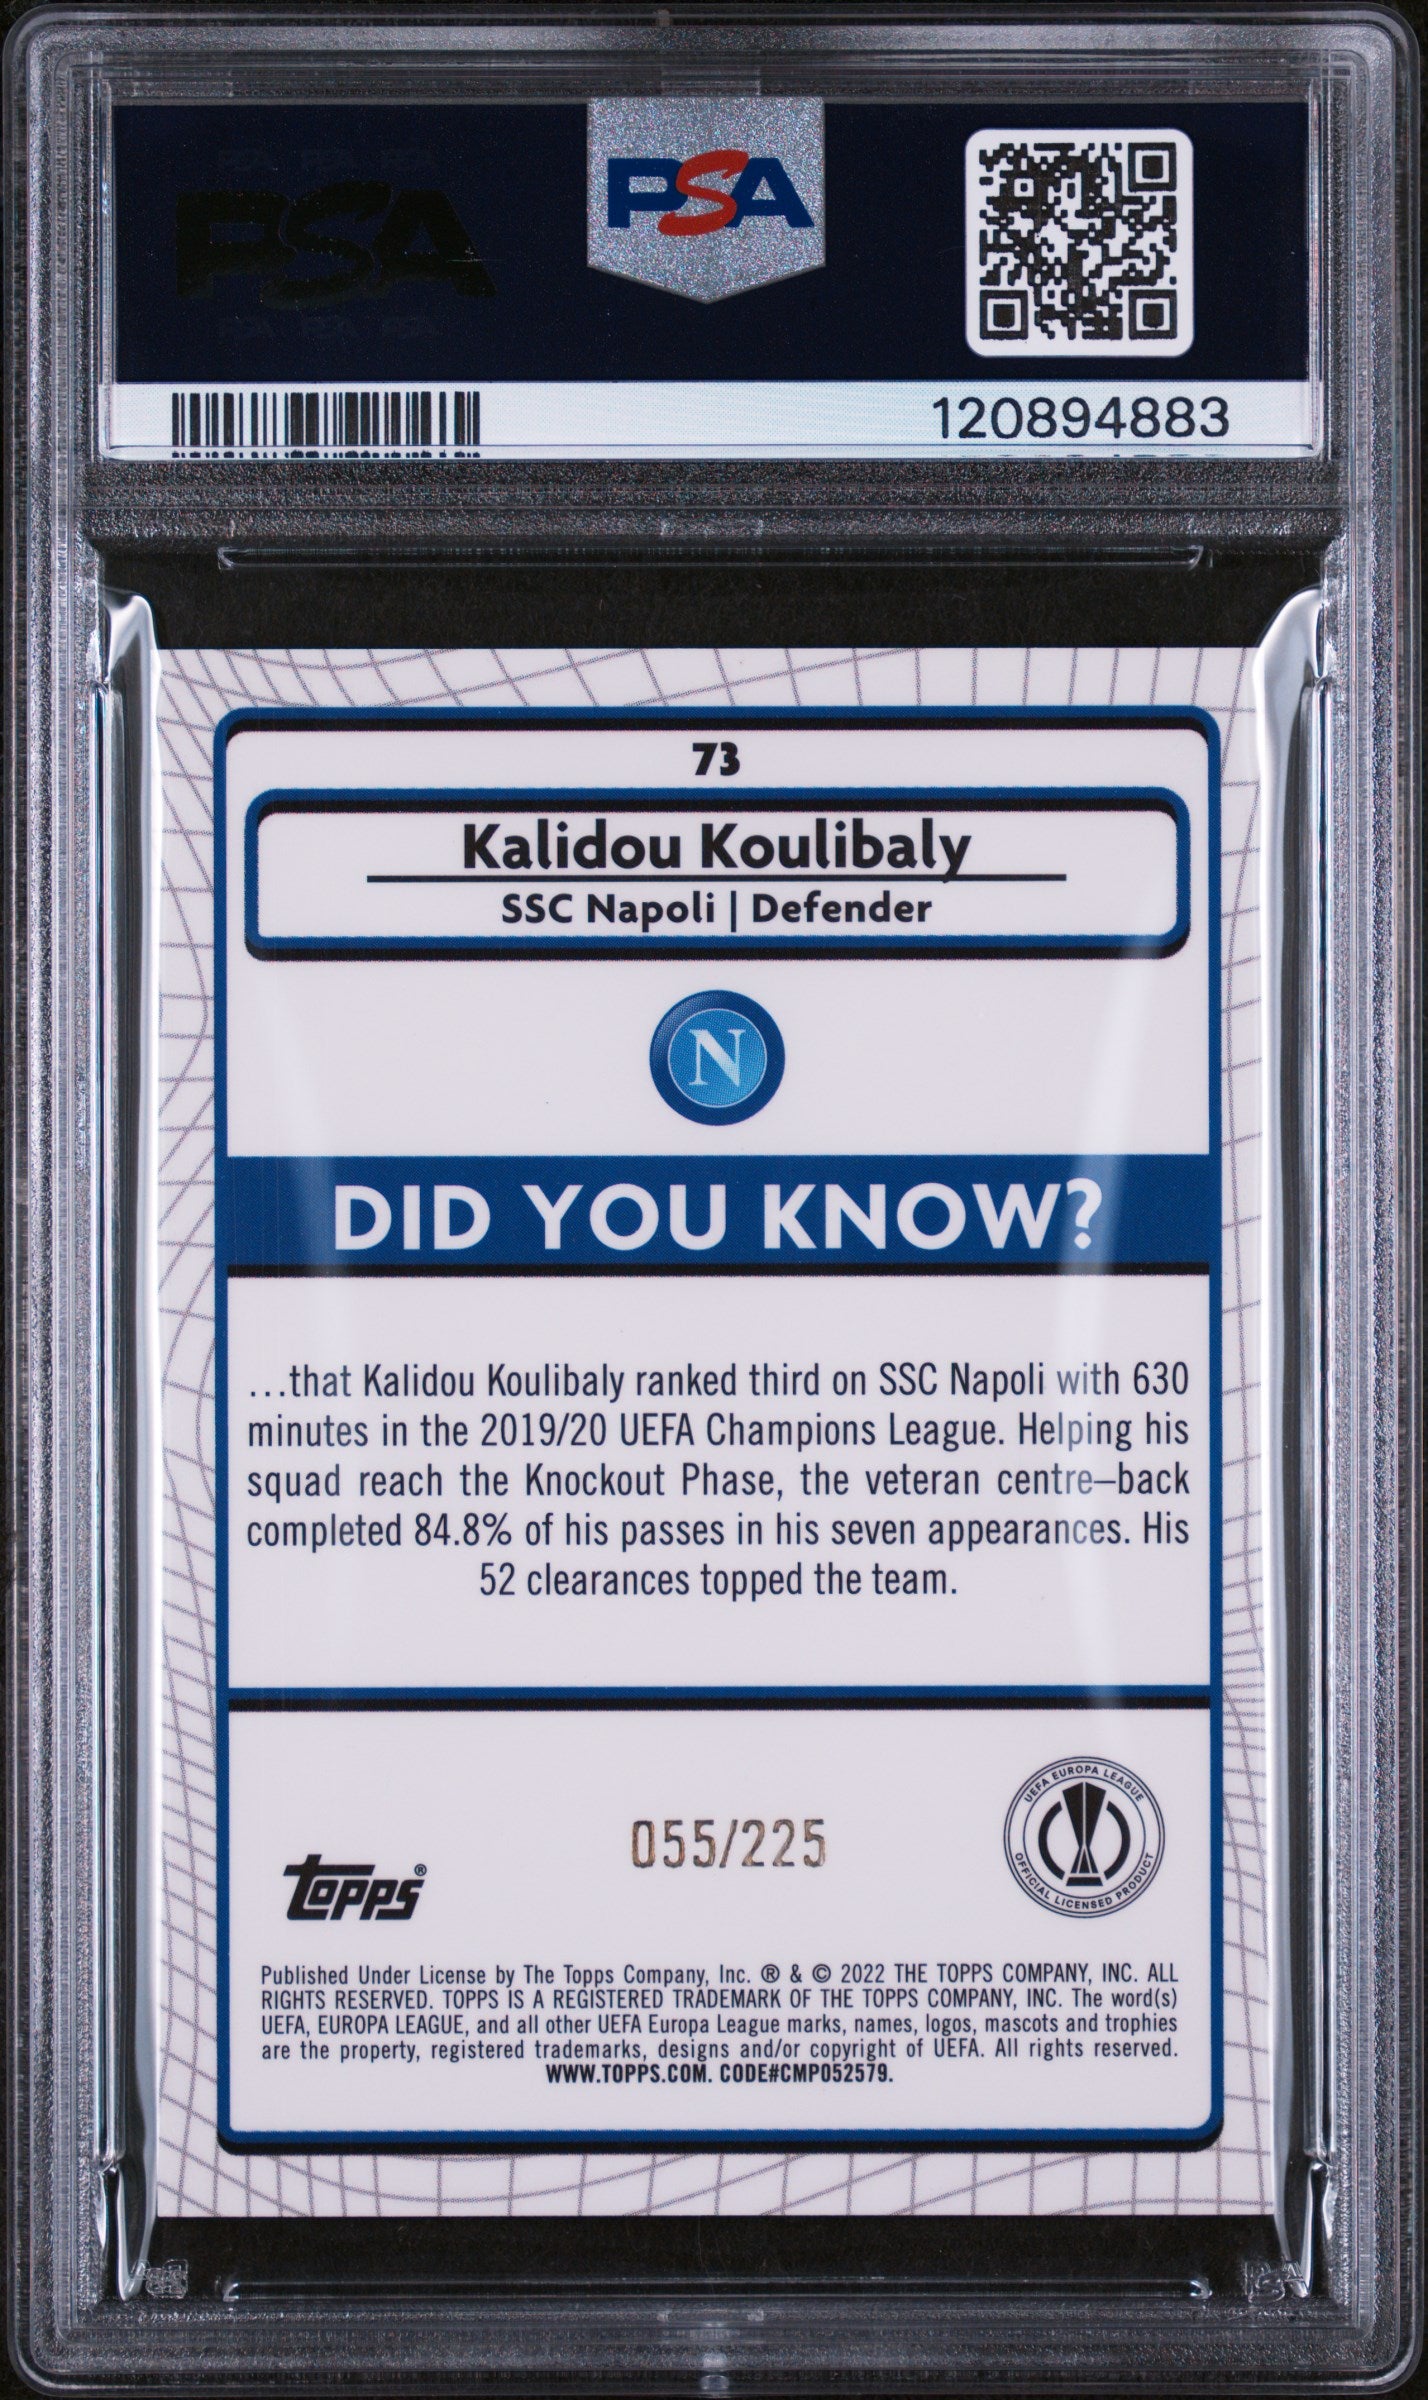 PSA
PSA
120894883
73
Kalidou Koulibaly
SSC Napoli | Defender
N
DID YOU KNOW?
...that Kalidou Koulibaly ranked third on SSC Napoli with 630
minutes in the 2019/20 UEFA Champions League. Helping his
squad reach the Knockout Phase, the veteran centre–back
completed 84.8% of his passes in his seven appearances. His
52 clearances topped the team.
055/225
topps®
UEFA EUROPA LEAGUE
OFFICIAL LICENSED PRODUCT
Published Under License by The Topps Company, Inc. ® & © 2022 THE TOPPS COMPANY, INC. ALL
RIGHTS RESERVED. TOPPS IS A REGISTERED TRADEMARK OF THE TOPPS COMPANY, INC. The word(s)
UEFA, EUROPA LEAGUE, and all other UEFA Europa League marks, names, logos, mascots and trophies
are the property, registered trademarks, designs and/or copyright of UEFA. All rights reserved.
WWW.TOPPS.COM. CODE#CMP052579.
PSA